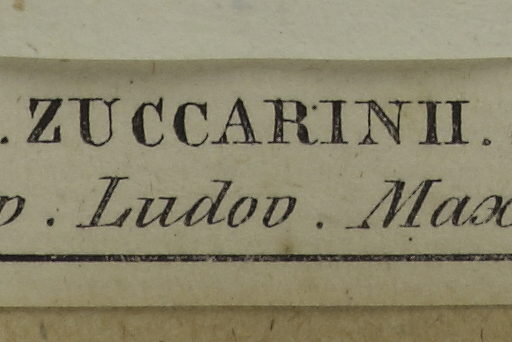 . ZUCCARINII.
. Ludov. Max